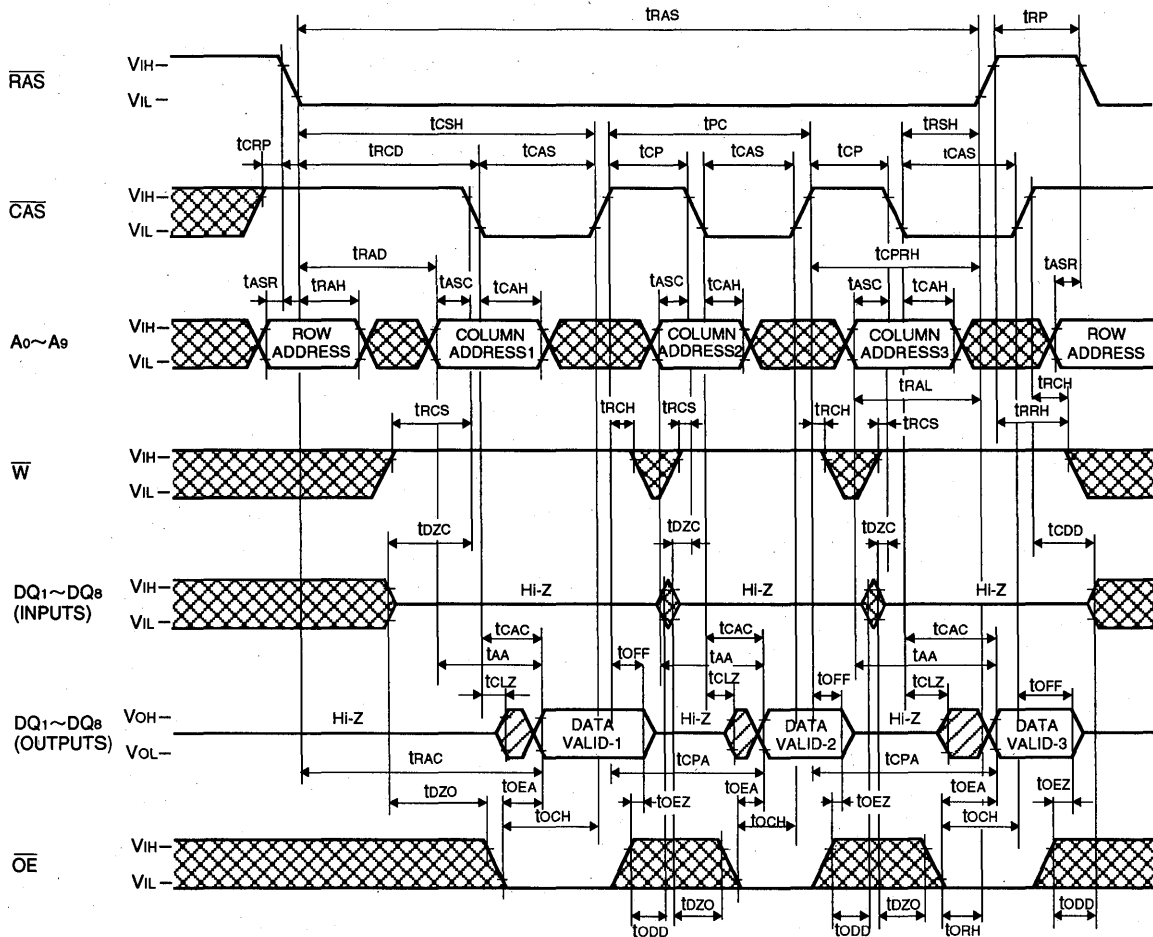 tRAS tRP
RAS VIH
VIL
tCSH tPC tRSH
tCRP tRCD tCAS tCP tCAS tCP tCAS
CAS VIH
VIL
tRAD tCPRH
tASR tRAH tASC tCAH tASC tCAH tASC tCAH tASR
A0~A9 VIH
VIL
ROW ADDRESS COLUMN ADDRESS1 COLUMN ADDRESS2 COLUMN ADDRESS3 ROW ADDRESS
tRAL
tRCS tRCH tRCS tRCH tRCS tRCH
tRRH
W VIH
VIL
tDZC tDZC tDZC tCDD
DQ1~DQ8 (INPUTS) VIH
VIL
Hi-Z Hi-Z Hi-Z
tCAC tCAC tCAC
tAA tOFF tAA tOFF tAA tOFF
tCLZ tCLZ tCLZ
DQ1~DQ8 (OUTPUTS) VOH
VOL
Hi-Z DATA VALID-1 Hi-Z DATA VALID-2 Hi-Z DATA VALID-3
tRAC tCPA tCPA
tDZO tOEA tOEZ tOEA tOEZ tOEA tOEZ
tOCH tOCH tOCH
OE VIH
VIL
tODD tDZO tODD tDZO tORH tODD